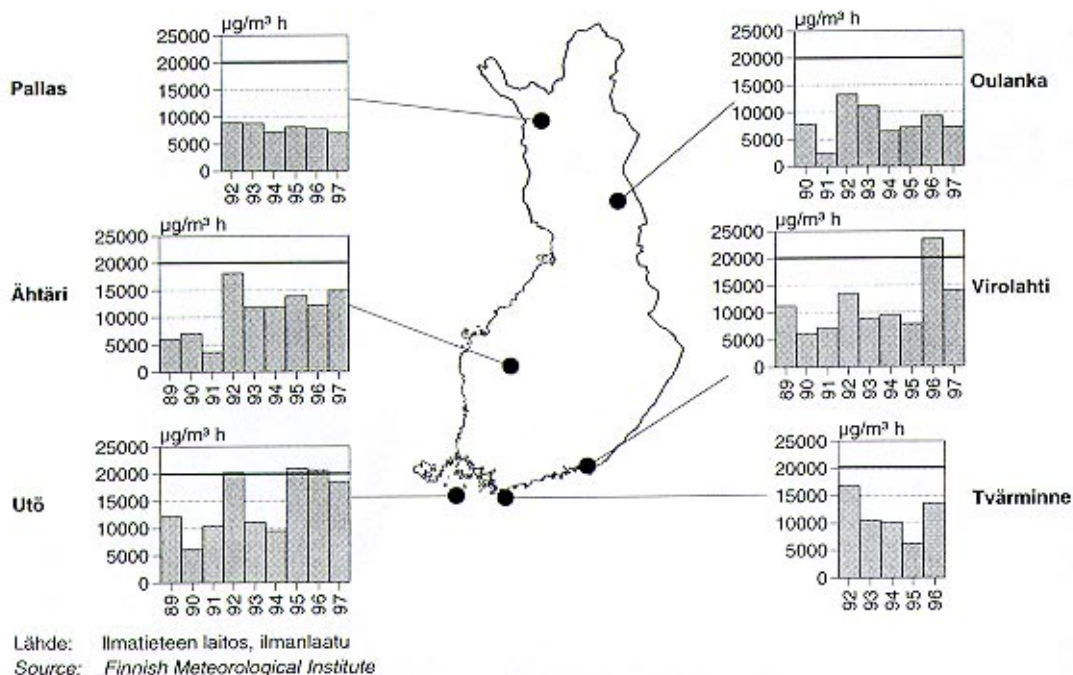 Pallas
µg/m³ h
25000
20000
15000
10000
5000
0
92 93 94 95 96 97
Oulanka
µg/m³ h
25000
20000
15000
10000
5000
0
90 91 92 93 94 95 96 97
Ähtäri
µg/m³ h
25000
20000
15000
10000
5000
0
89 90 91 92 93 94 95 96 97
Virolahti
µg/m³ h
25000
20000
15000
10000
5000
0
89 90 91 92 93 94 95 96 97
Utö
µg/m³ h
25000
20000
15000
10000
5000
0
89 90 91 92 93 94 95 96 97
Tvärminne
µg/m³ h
25000
20000
15000
10000
5000
0
92 93 94 95 96
Lähde: Ilmatieteen laitos, ilmanlaatu
Source: Finnish Meteorological Institute